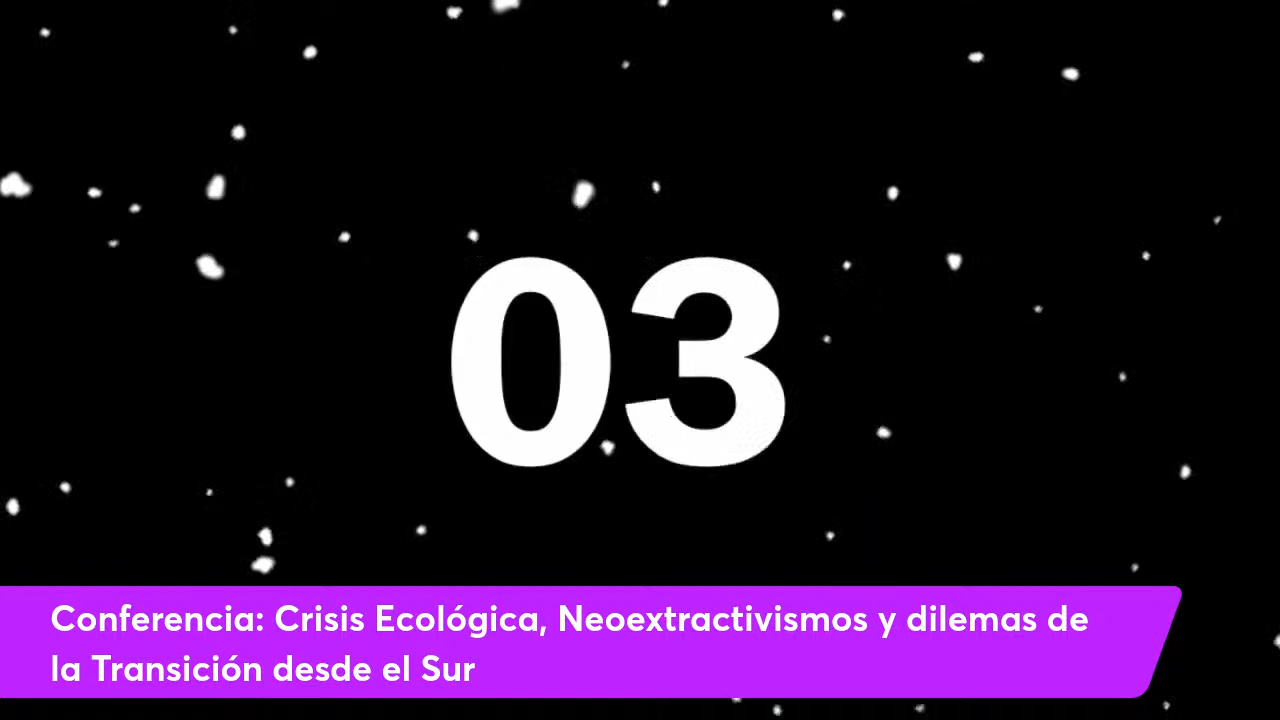 03
Conferencia: Crisis Ecológica, Neoextractivismos y dilemas de
la Transición desde el Sur